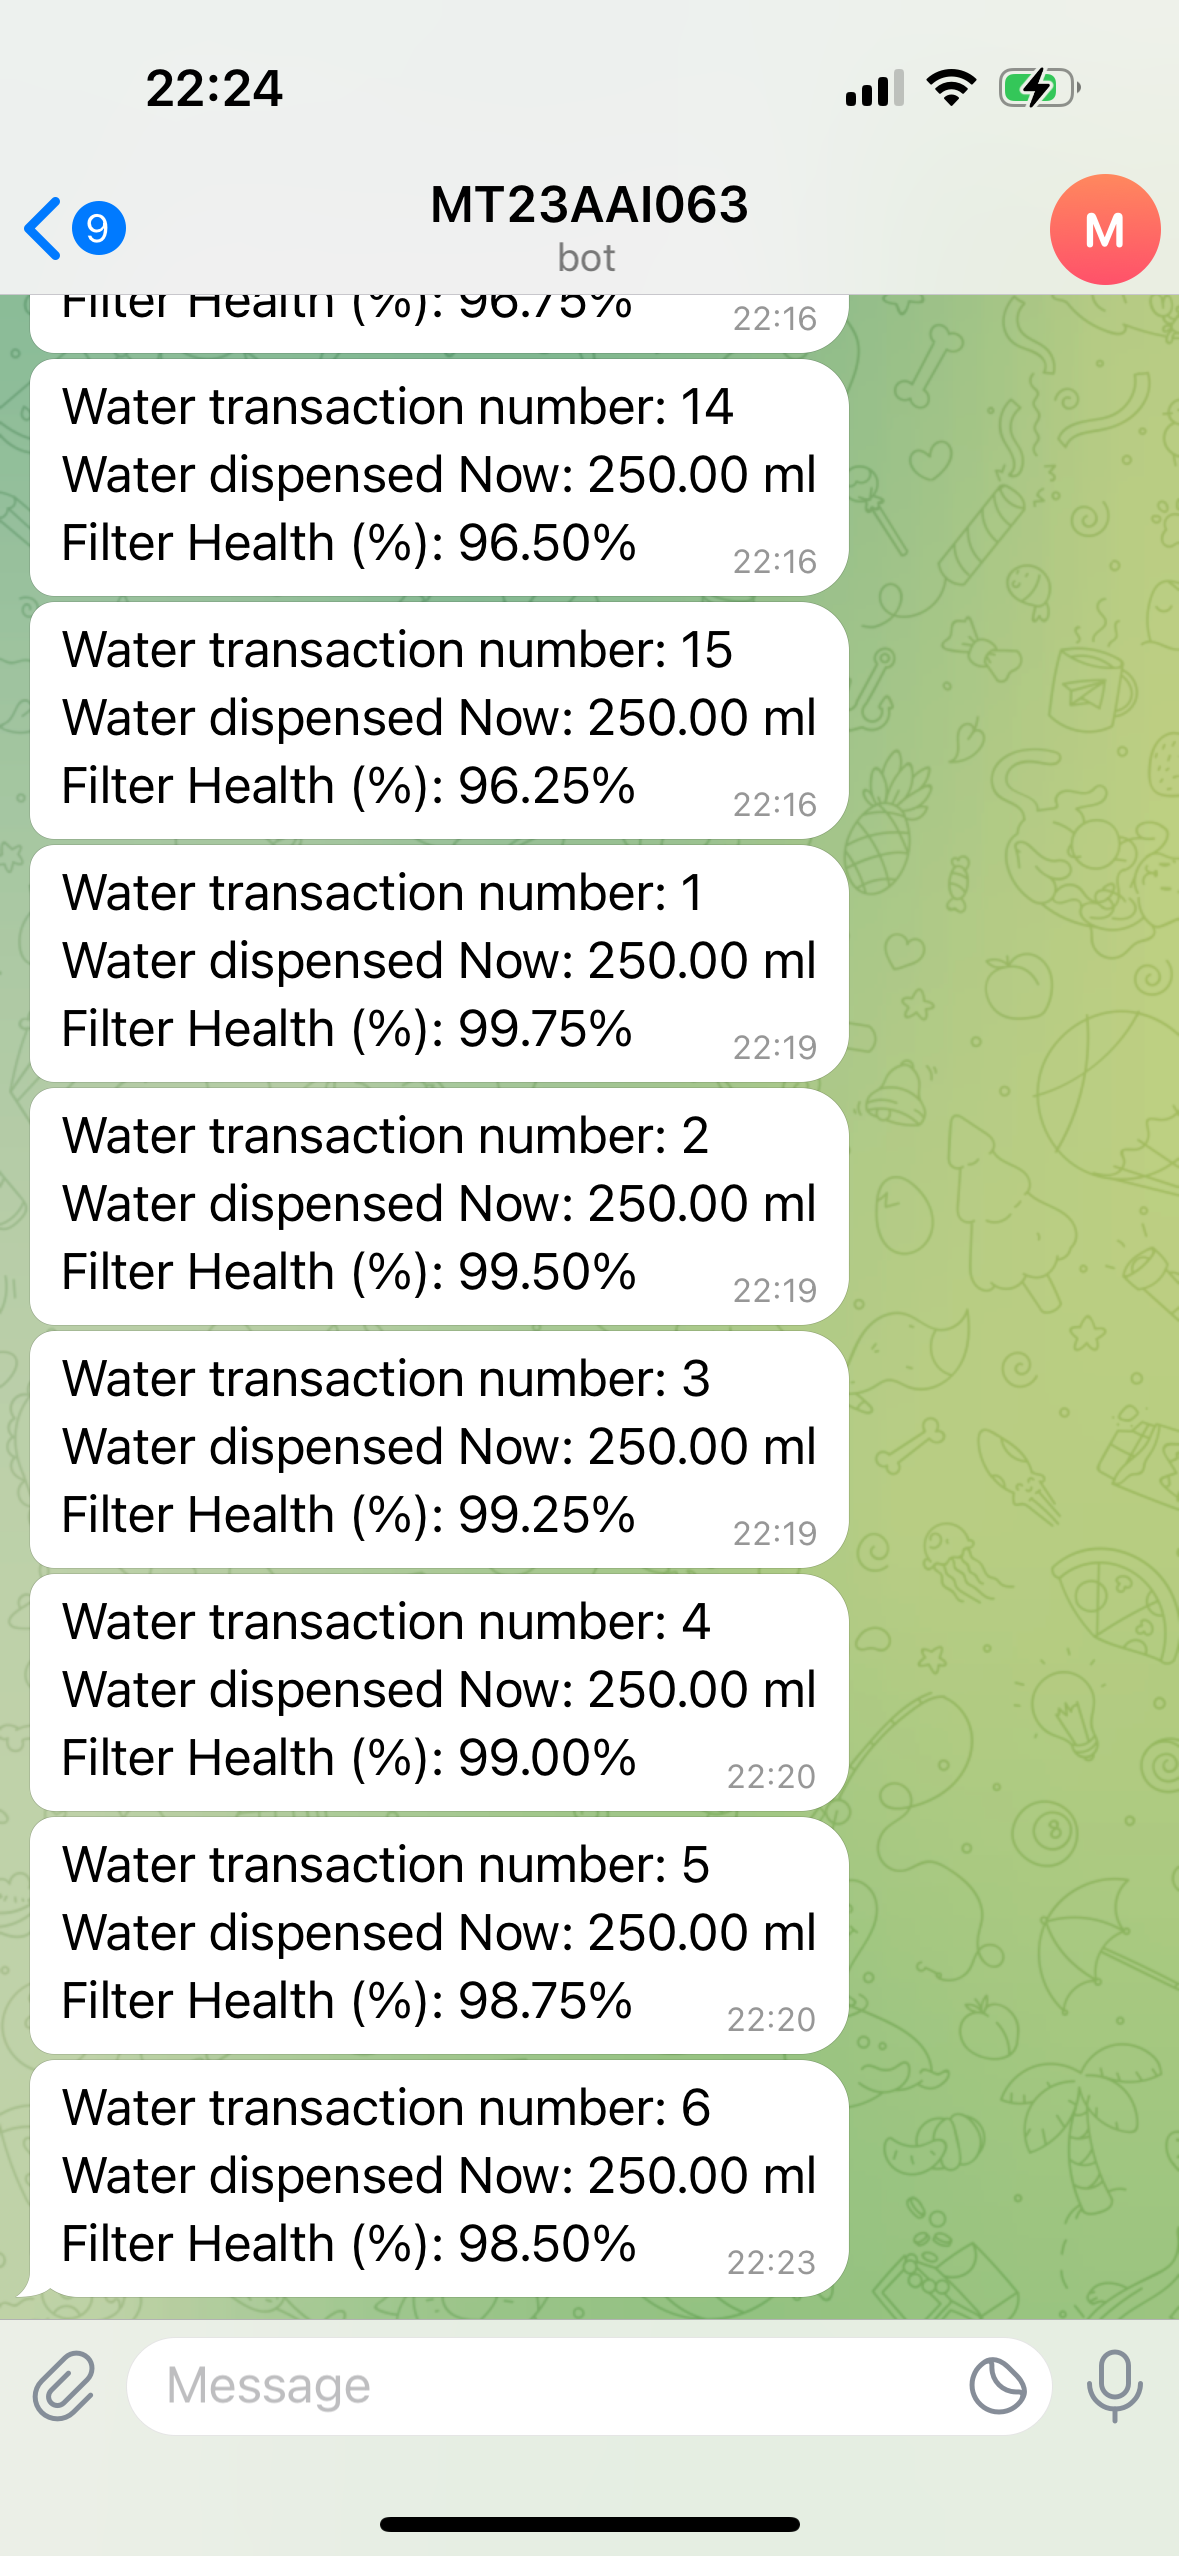 22:24
9
MT23AAI063
bot
M
Filter Health (%): 96.75%
22:16
Water transaction number: 14
Water dispensed Now: 250.00 ml
Filter Health (%): 96.50%
22:16
Water transaction number: 15
Water dispensed Now: 250.00 ml
Filter Health (%): 96.25%
22:16
Water transaction number: 1
Water dispensed Now: 250.00 ml
Filter Health (%): 99.75%
22:19
Water transaction number: 2
Water dispensed Now: 250.00 ml
Filter Health (%): 99.50%
22:19
Water transaction number: 3
Water dispensed Now: 250.00 ml
Filter Health (%): 99.25%
22:19
Water transaction number: 4
Water dispensed Now: 250.00 ml
Filter Health (%): 99.00%
22:20
Water transaction number: 5
Water dispensed Now: 250.00 ml
Filter Health (%): 98.75%
22:20
Water transaction number: 6
Water dispensed Now: 250.00 ml
Filter Health (%): 98.50%
22:23
Message